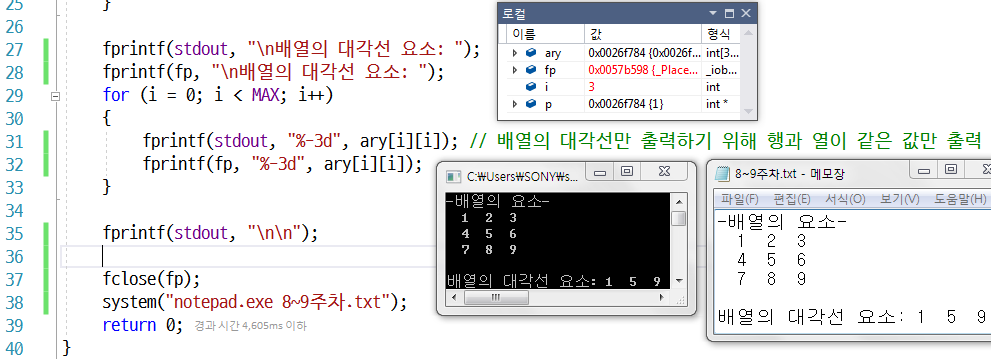 25 }
26
27 fprintf(stdout, "\n배열의 대각선 요소: ");
28 fprintf(fp, "\n배열의 대각선 요소: ");
29 for (i = 0; i < MAX; i++)
30 {
31 fprintf(stdout, "%-3d", ary[i][i]); // 배열의 대각선만 출력하기 위해 행과 열이 같은 값만 출력
32 fprintf(fp, "%-3d", ary[i][i]);
33 }
34
35 fprintf(stdout, "\n\n");
36
37 fclose(fp);
38 system("notepad.exe 8~9주차.txt");
39 return 0; 경과 시간 4,605ms 이하
40 }
로컬
이름 값 형식
ary 0x0026f784 {0x0026f... int[3...
fp 0x0057b598 {_Place... _iob...
i 3 int
p 0x0026f784 {1} int *
C:₩Users₩SONY₩s...
-배열의 요소-
1 2 3
4 5 6
7 8 9
배열의 대각선 요소: 1 5 9
8~9주차.txt - 메모장
파일(F) 편집(E) 서식(O) 보기(V) 도움말(H)
-배열의 요소-
1 2 3
4 5 6
7 8 9
배열의 대각선 요소: 1 5 9